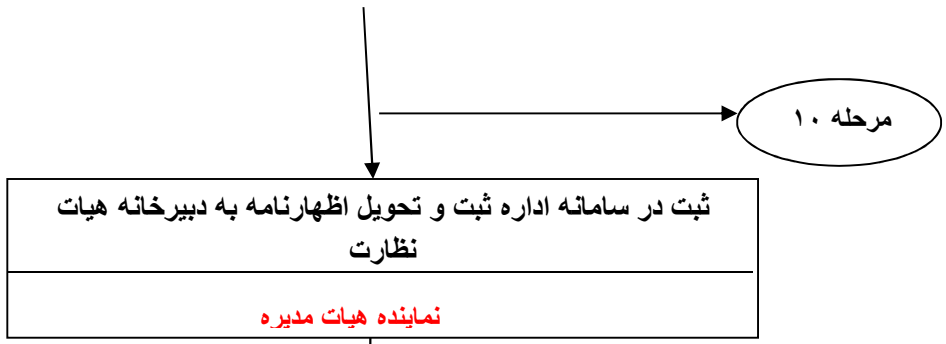 مرحله ۱۰
ثبت در سامانه اداره ثبت و تحویل اظهارنامه به دبیرخانه هیات
نظارت
نماینده هیات مدیره